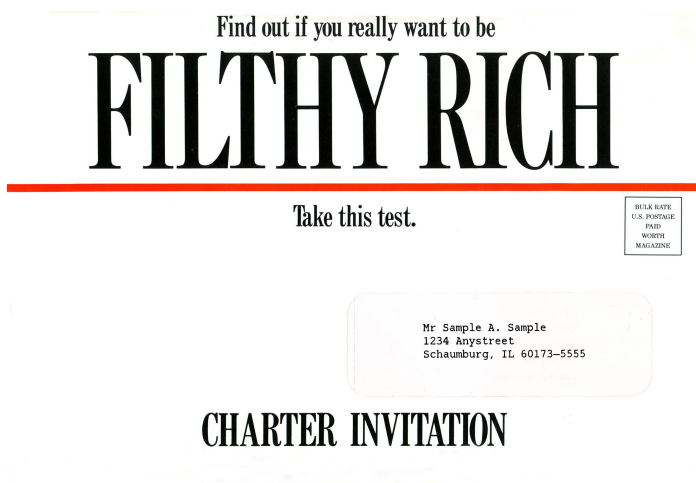 Find out if you really want to be
FILTHY RICH
Take this test.
BULK RATE
U.S. POSTAGE
PAID
WORTH
MAGAZINE
Mr Sample A. Sample
1234 Anystreet
Schaumburg, IL 60173–5555
CHARTER INVITATION